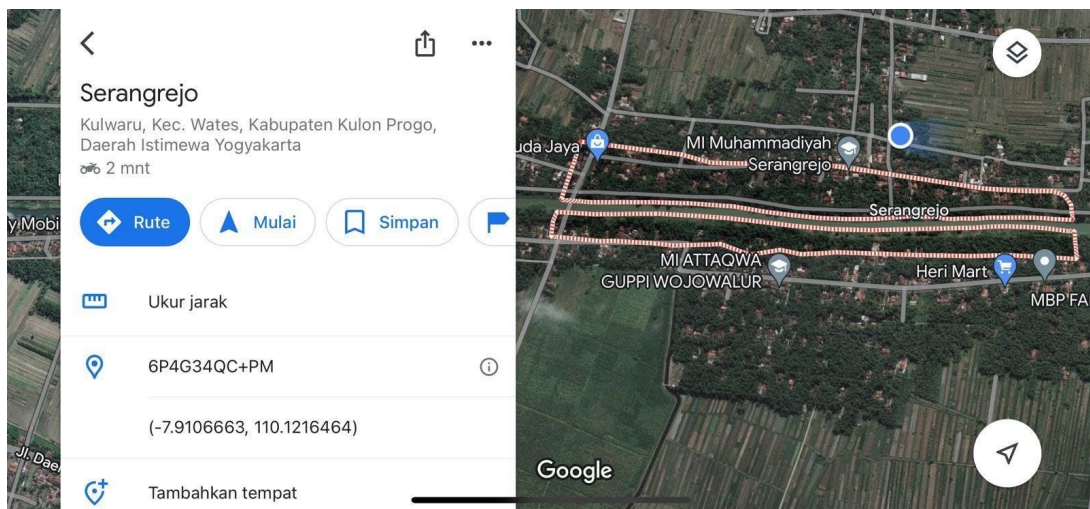 Serangrejo
Kulwaru, Kec. Wates, Kabupaten Kulon Progo,
Daerah Istimewa Yogyakarta
2 mnt
Rute
Mulai
Simpan
Ukur jarak
6P4G34QC+PM
(-7.9106663, 110.1216464)
Tambahkan tempat
y Mobi
Jl. Dae
uda Jaya
MI Muhammadiyah
Serangrejo
Serangrejo
MI ATTAQWA
GUPPI WOJOWALUR
Heri Mart
MBP FA
Google